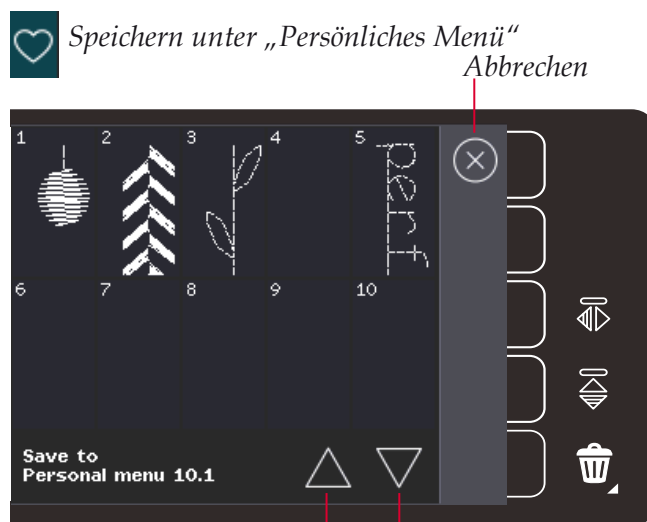 Speichern unter „Persönliches Menü“
Abbrechen
1 2 3 4 5
perf
6 7 8 9 10
Save to
Personal menu 10.1